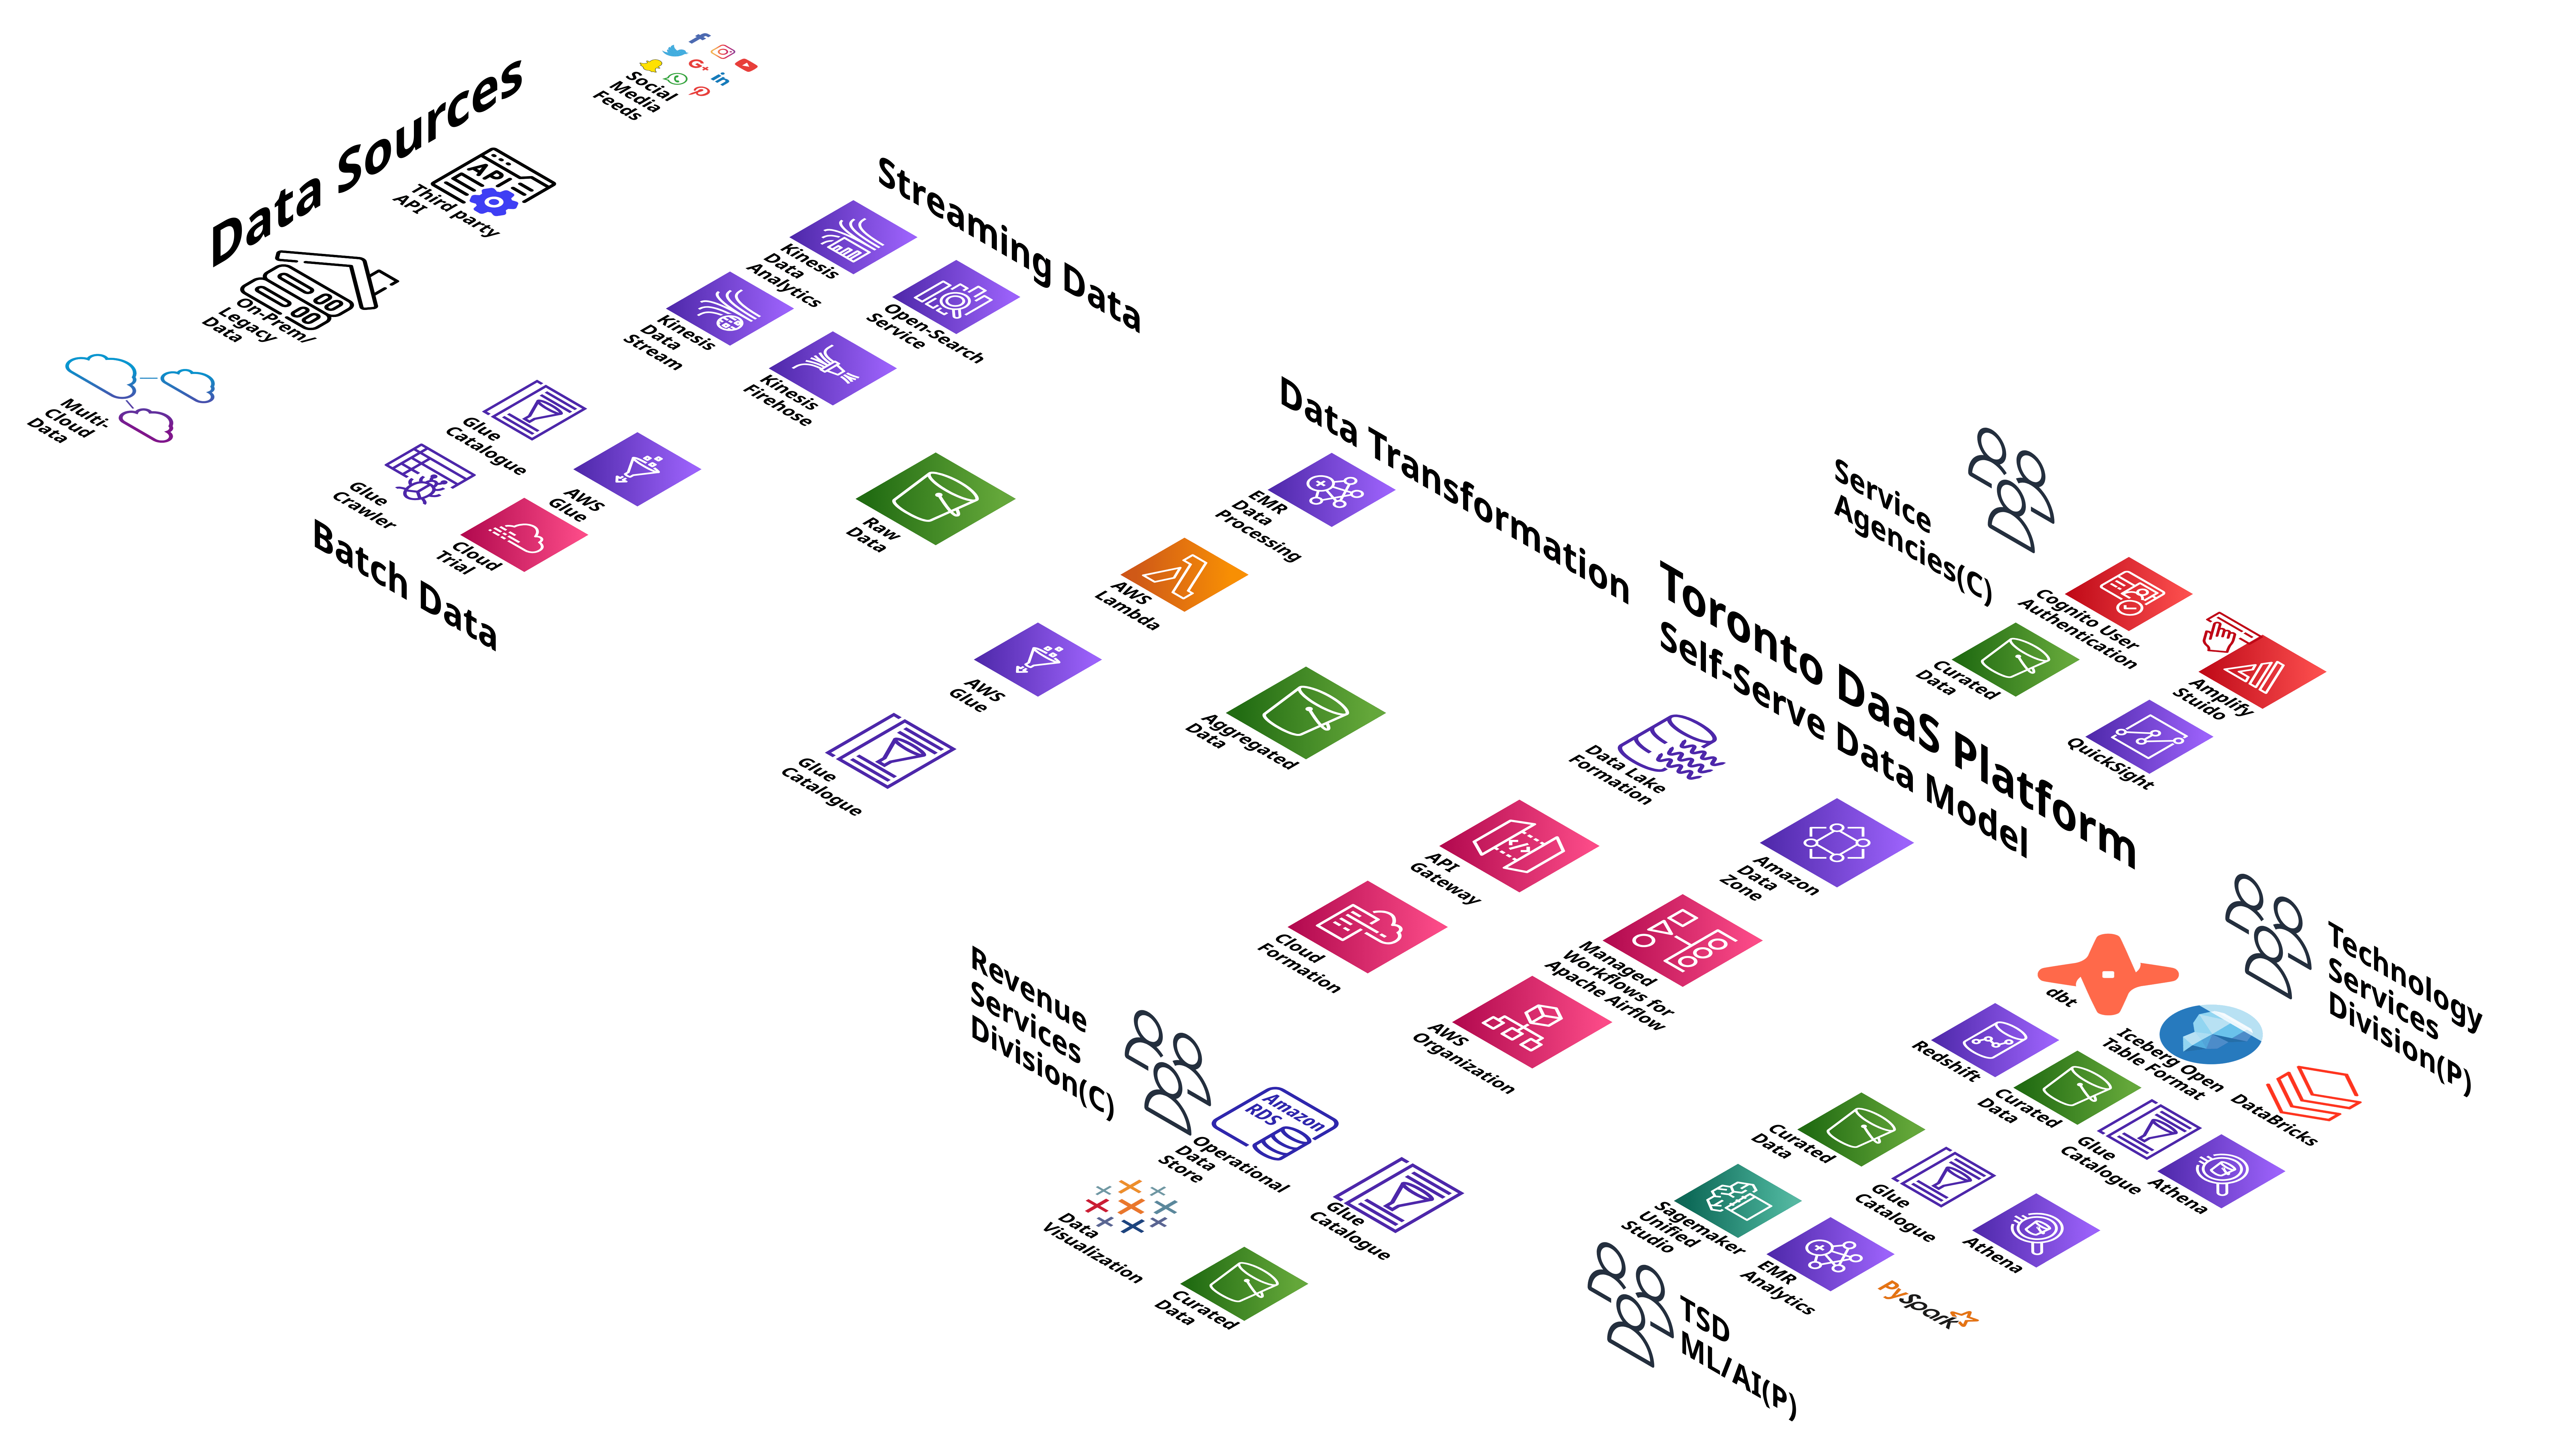 Data Sources
Social
Media
Feeds
API
Third party
API
On-Prem/
Legacy
Data
Multi-
Cloud
Data
Streaming Data
Kinesis
Data
Analytics
Open-Search
Service
Kinesis
Data
Stream
Kinesis
Firehose
Glue
Catalogue
AWS
Glue
Glue
Crawler
Cloud
Trial
Batch Data
Raw
Data
Data Transformation
EMR
Data
Processing
AWS
Lambda
AWS
Glue
Glue
Catalogue
Aggregated
Data
Toronto DaaS Platform
Self-Serve Data Model
Data Lake
Formation
API
Gateway
Cloud
Formation
Amazon
Data
Zone
Managed
Workflows for
Apache Airflow
AWS
Organization
Service
Agencies(C)
Cognito User
Authentication
Curated
Data
Amplify
Stuido
QuickSight
Technology
Services
Division(P)
dbt
Iceberg Open
Table Format
DataBricks
Redshift
Curated
Data
Glue
Catalogue
Athena
Curated
Data
Glue
Catalogue
Athena
Sagemaker
Unified
Studio
EMR
Analytics
PySpark
TSD
ML/AI(P)
Revenue
Services
Division(C)
Amazon
RDS
Operational
Data
Store
Data
Visualization
Glue
Catalogue
Curated
Data